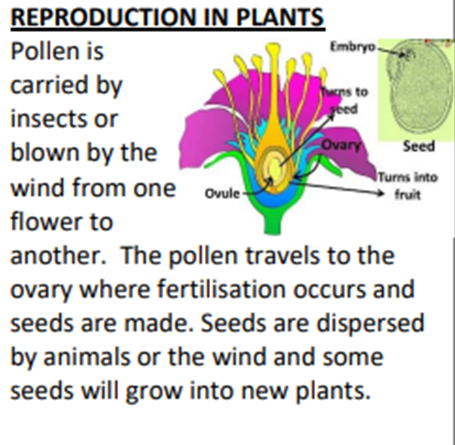 REPRODUCTION IN PLANTS
Pollen is
carried by
insects or
blown by the
wind from one
flower to
another. The pollen travels to the
ovary where fertilisation occurs and
seeds are made. Seeds are dispersed
by animals or the wind and some
seeds will grow into new plants.
Embryo
Turns to
seed
Ovary
Seed
Turns into
fruit
Ovule